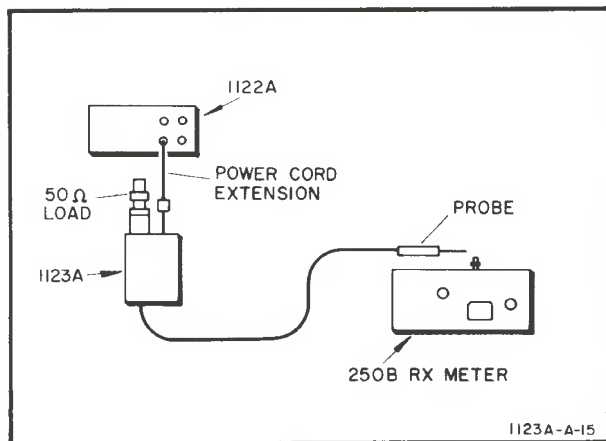 1122A
POWER CORD
EXTENSION
50 Ω
LOAD
PROBE
1123A
250B RX METER
1123A-A-15